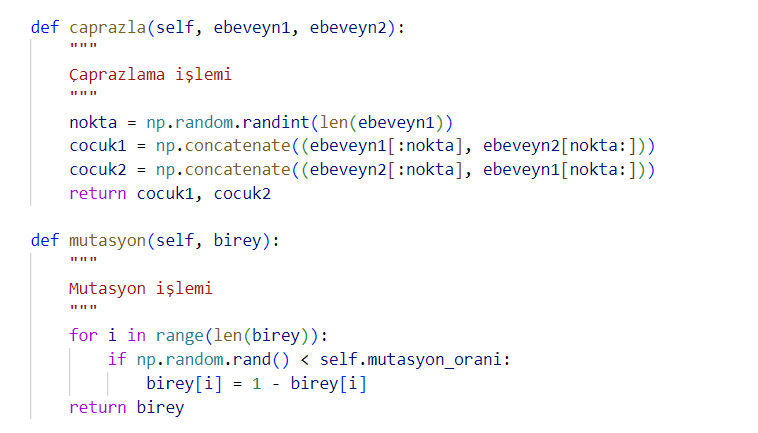 def caprazla(self, ebeveyn1, ebeveyn2):
    """
    Çaprazlama işlemi
    """
    nokta = np.random.randint(len(ebeveyn1))
    cocuk1 = np.concatenate((ebeveyn1[:nokta], ebeveyn2[nokta:]))
    cocuk2 = np.concatenate((ebeveyn2[:nokta], ebeveyn1[nokta:]))
    return cocuk1, cocuk2
def mutasyon(self, birey):
    """
    Mutasyon işlemi
    """
    for i in range(len(birey)):
        if np.random.rand() < self.mutasyon_orani:
            birey[i] = 1 - birey[i]
    return birey